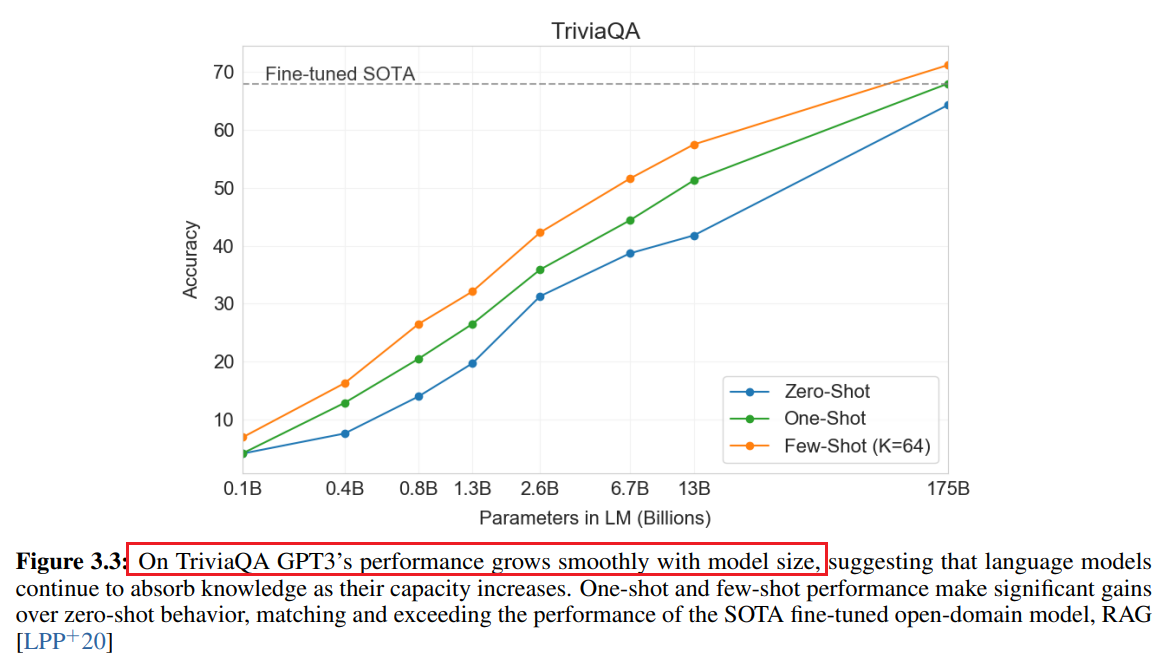 TriviaQA
Fine-tuned SOTA
70
60
50
40
30
20
10
Accuracy
Zero-Shot
One-Shot
Few-Shot (K=64)
0.1B 0.4B 0.8B 1.3B 2.6B 6.7B 13B 175B
Parameters in LM (Billions)
Figure 3.3: On TriviaQA GPT3's performance grows smoothly with model size, suggesting that language models
continue to absorb knowledge as their capacity increases. One-shot and few-shot performance make significant gains
over zero-shot behavior, matching and exceeding the performance of the SOTA fine-tuned open-domain model, RAG
[LPP+20]